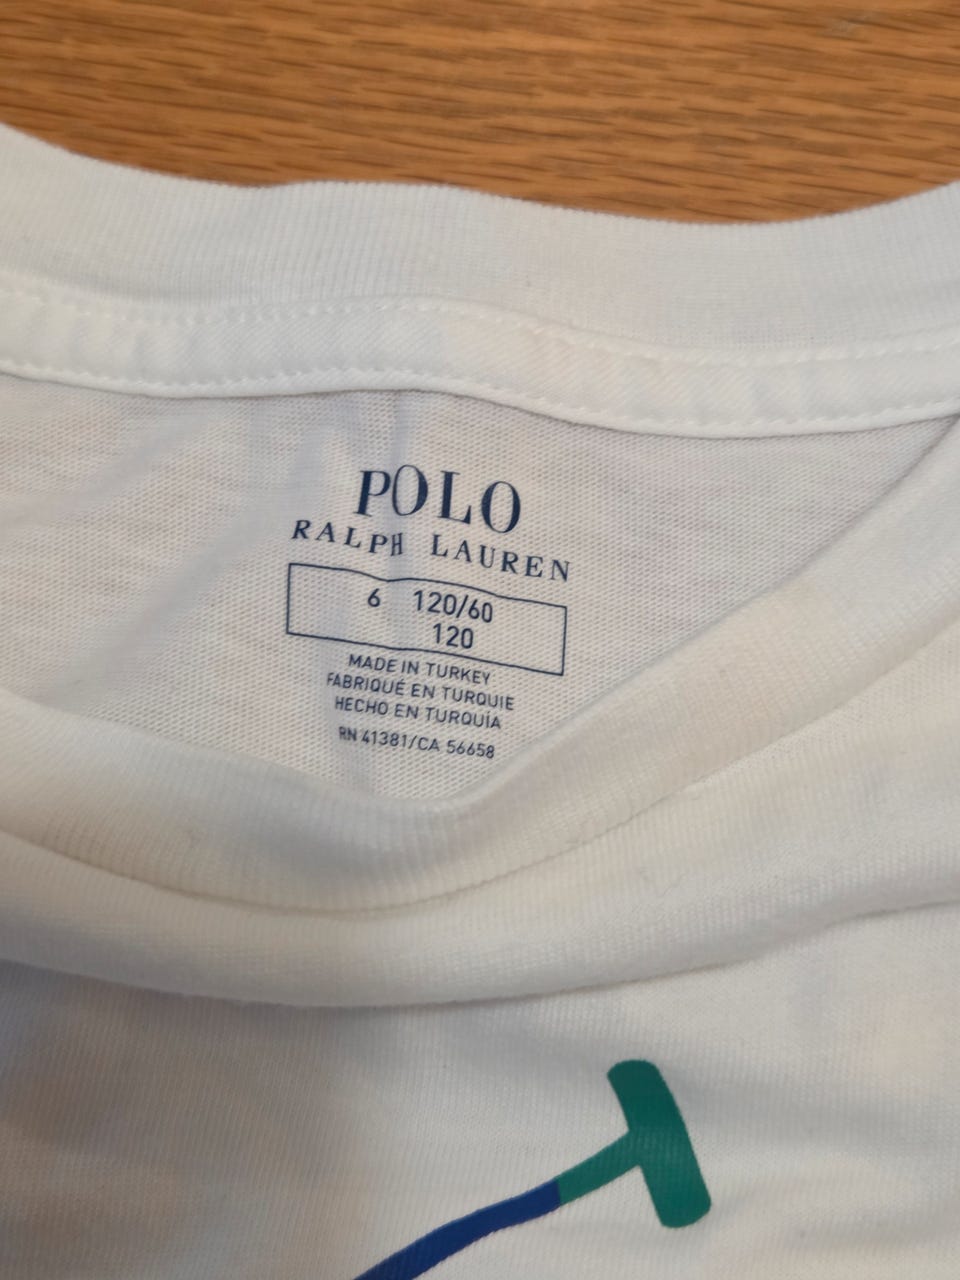 POLO
RALPH LAUREN
6 120/60
120
MADE IN TURKEY
FABRIQUÉ EN TURQUIE
HECHO EN TURQUÍA
RN 41381/CA 56658